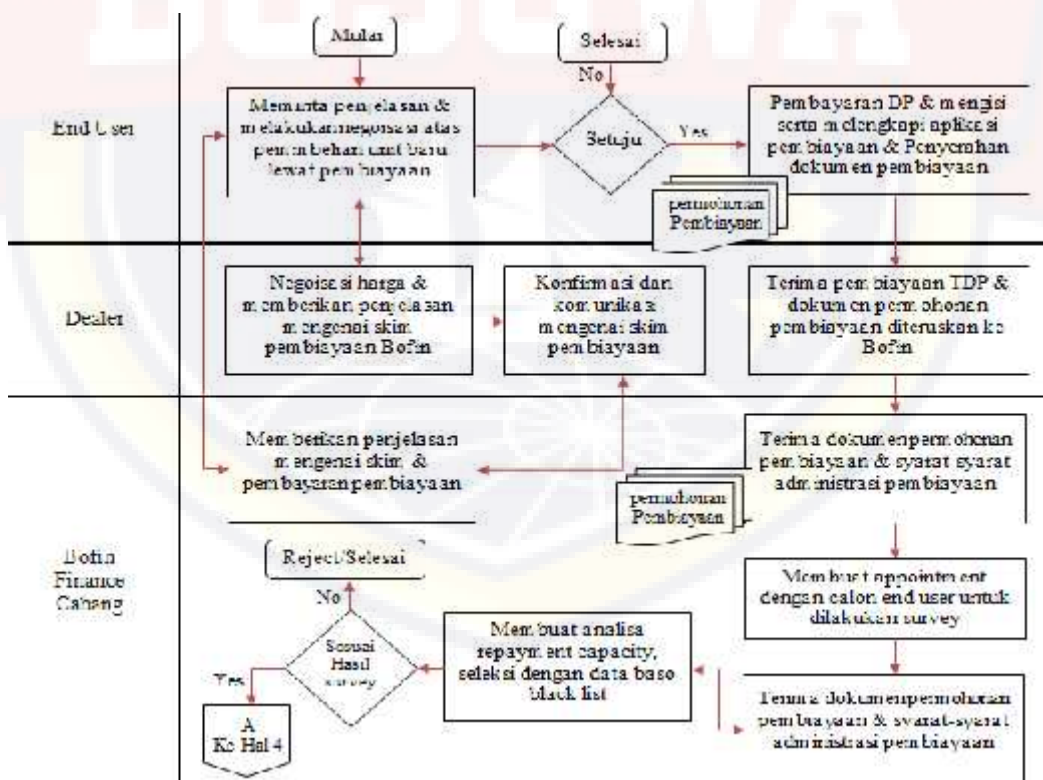 BOSOWA
Mulai
Selesai
No
End User
Meminta penjelasan &
melakukan negoisasi atas
pembelian unit baru
lewat pembiayaan
Setuju
Yes
Pembayaran DP & mengisi
serta melengkapi aplikasi
pembiayaan & Penyerahan
dokumen pembiayaan
permohonan
Pembiayaan
Dealer
Negoisasi harga &
memberikan penjelasan
mengenai skim
pembiayaan Bofin
Konfirmasi dan
komunikasi
mengenai skim
pembiayaan
Terima pembiayaan TDP &
dokumen permohonan
pembiayaan diteruskan ke
Bofin
Bofin
Finance
Cabang
Memberikan penjelasan
mengenai skim &
pembayaran pembiayaan
permohonan
Pembiayaan
Terima dokumen permohonan
pembiayaan & syarat-syarat
administrasi pembiayaan
Reject/Selesai
No
Membuat appointment
dengan calon end user untuk
dilakukan survey
Sesuai
Hasil
survey
Yes
Membuat analisa
repayment capacity,
seleksi dengan data base
black list
Terima dokumen permohonan
pembiayaan & syarat-syarat
administrasi pembiayaan
A
Ke Hal 4